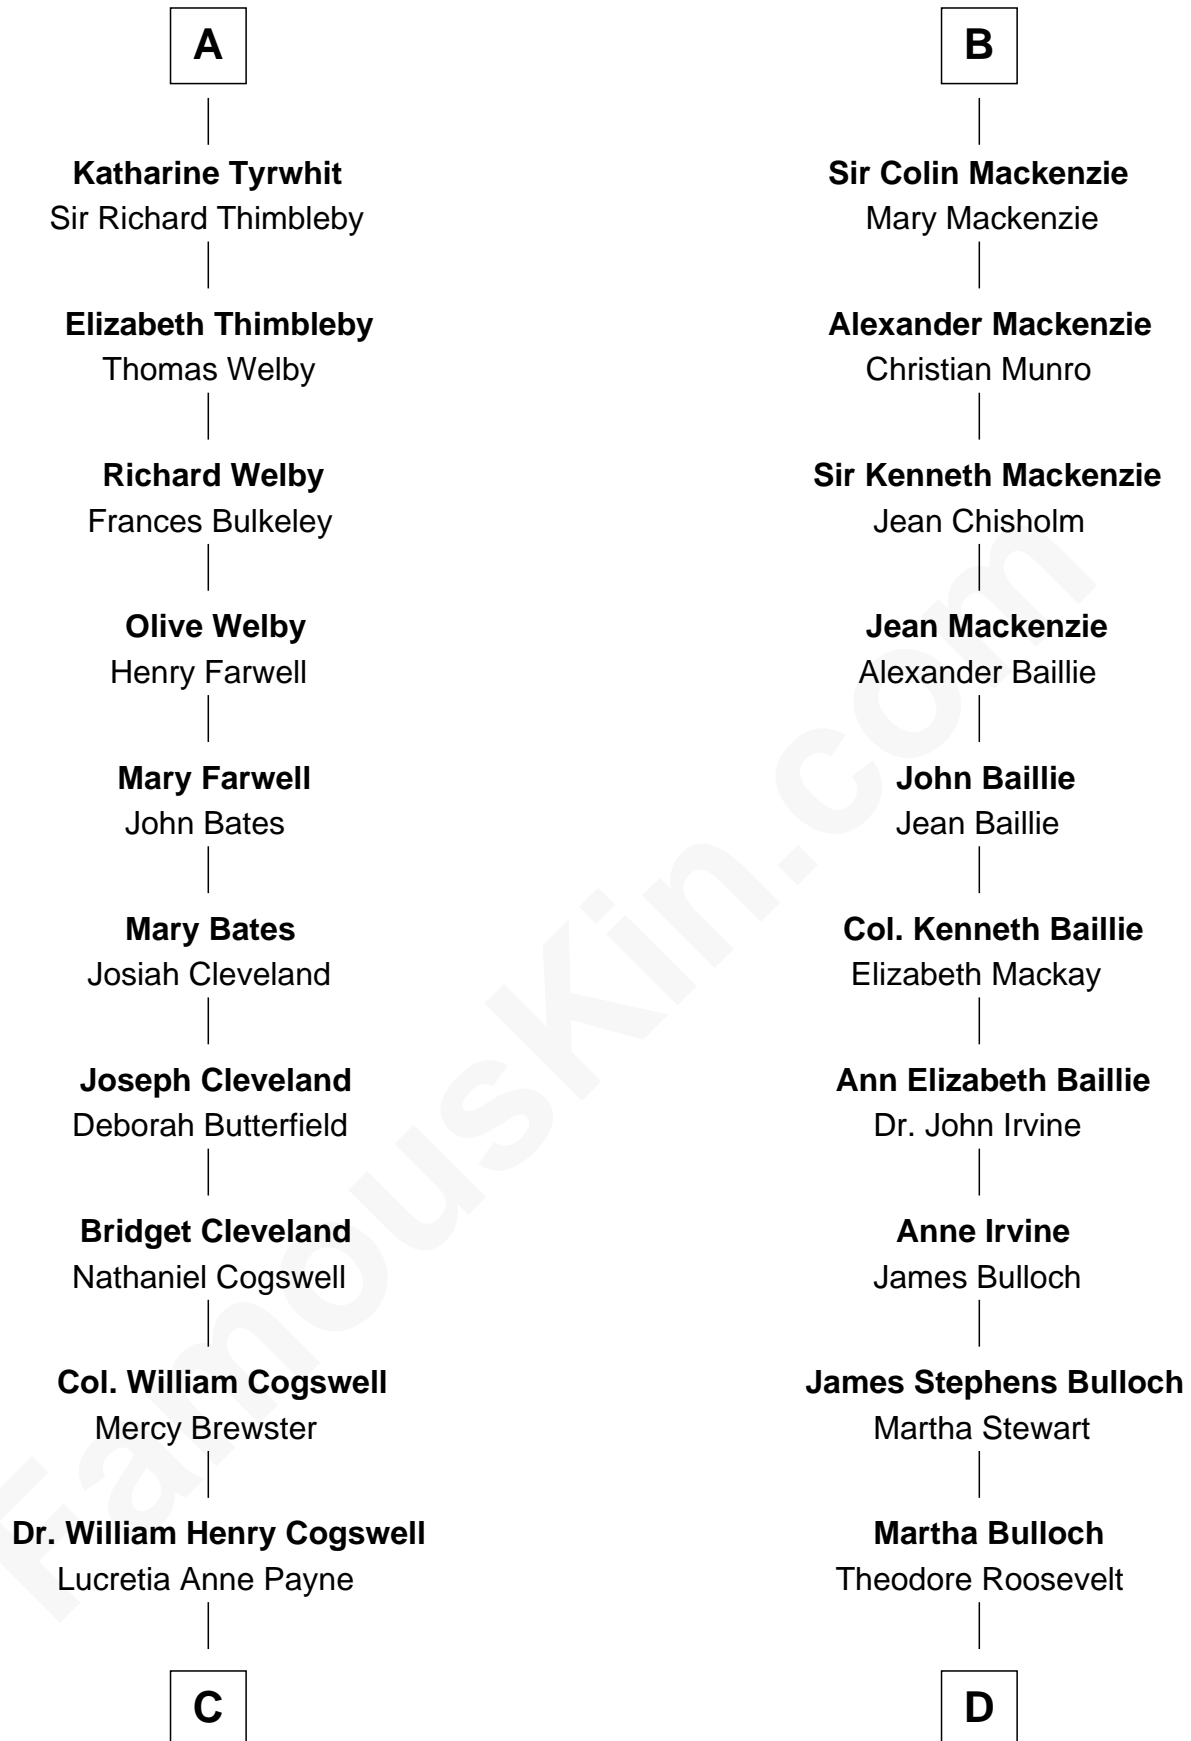 A
Katharine Tyrwhit
Sir Richard Thimbleby
Elizabeth Thimbleby
Thomas Welby
Richard Welby
Frances Bulkeley
Olive Welby
Henry Farwell
Mary Farwell
John Bates
Mary Bates
Josiah Cleveland
Joseph Cleveland
Deborah Butterfield
Bridget Cleveland
Nathaniel Cogswell
Col. William Cogswell
Mercy Brewster
Dr. William Henry Cogswell
Lucretia Anne Payne
C
B
Sir Colin Mackenzie
Mary Mackenzie
Alexander Mackenzie
Christian Munro
Sir Kenneth Mackenzie
Jean Chisholm
Jean Mackenzie
Alexander Baillie
John Baillie
Jean Baillie
Col. Kenneth Baillie
Elizabeth Mackay
Ann Elizabeth Baillie
Dr. John Irvine
Anne Irvine
James Bulloch
James Stephens Bulloch
Martha Stewart
Martha Bulloch
Theodore Roosevelt
D
FamousKin.com